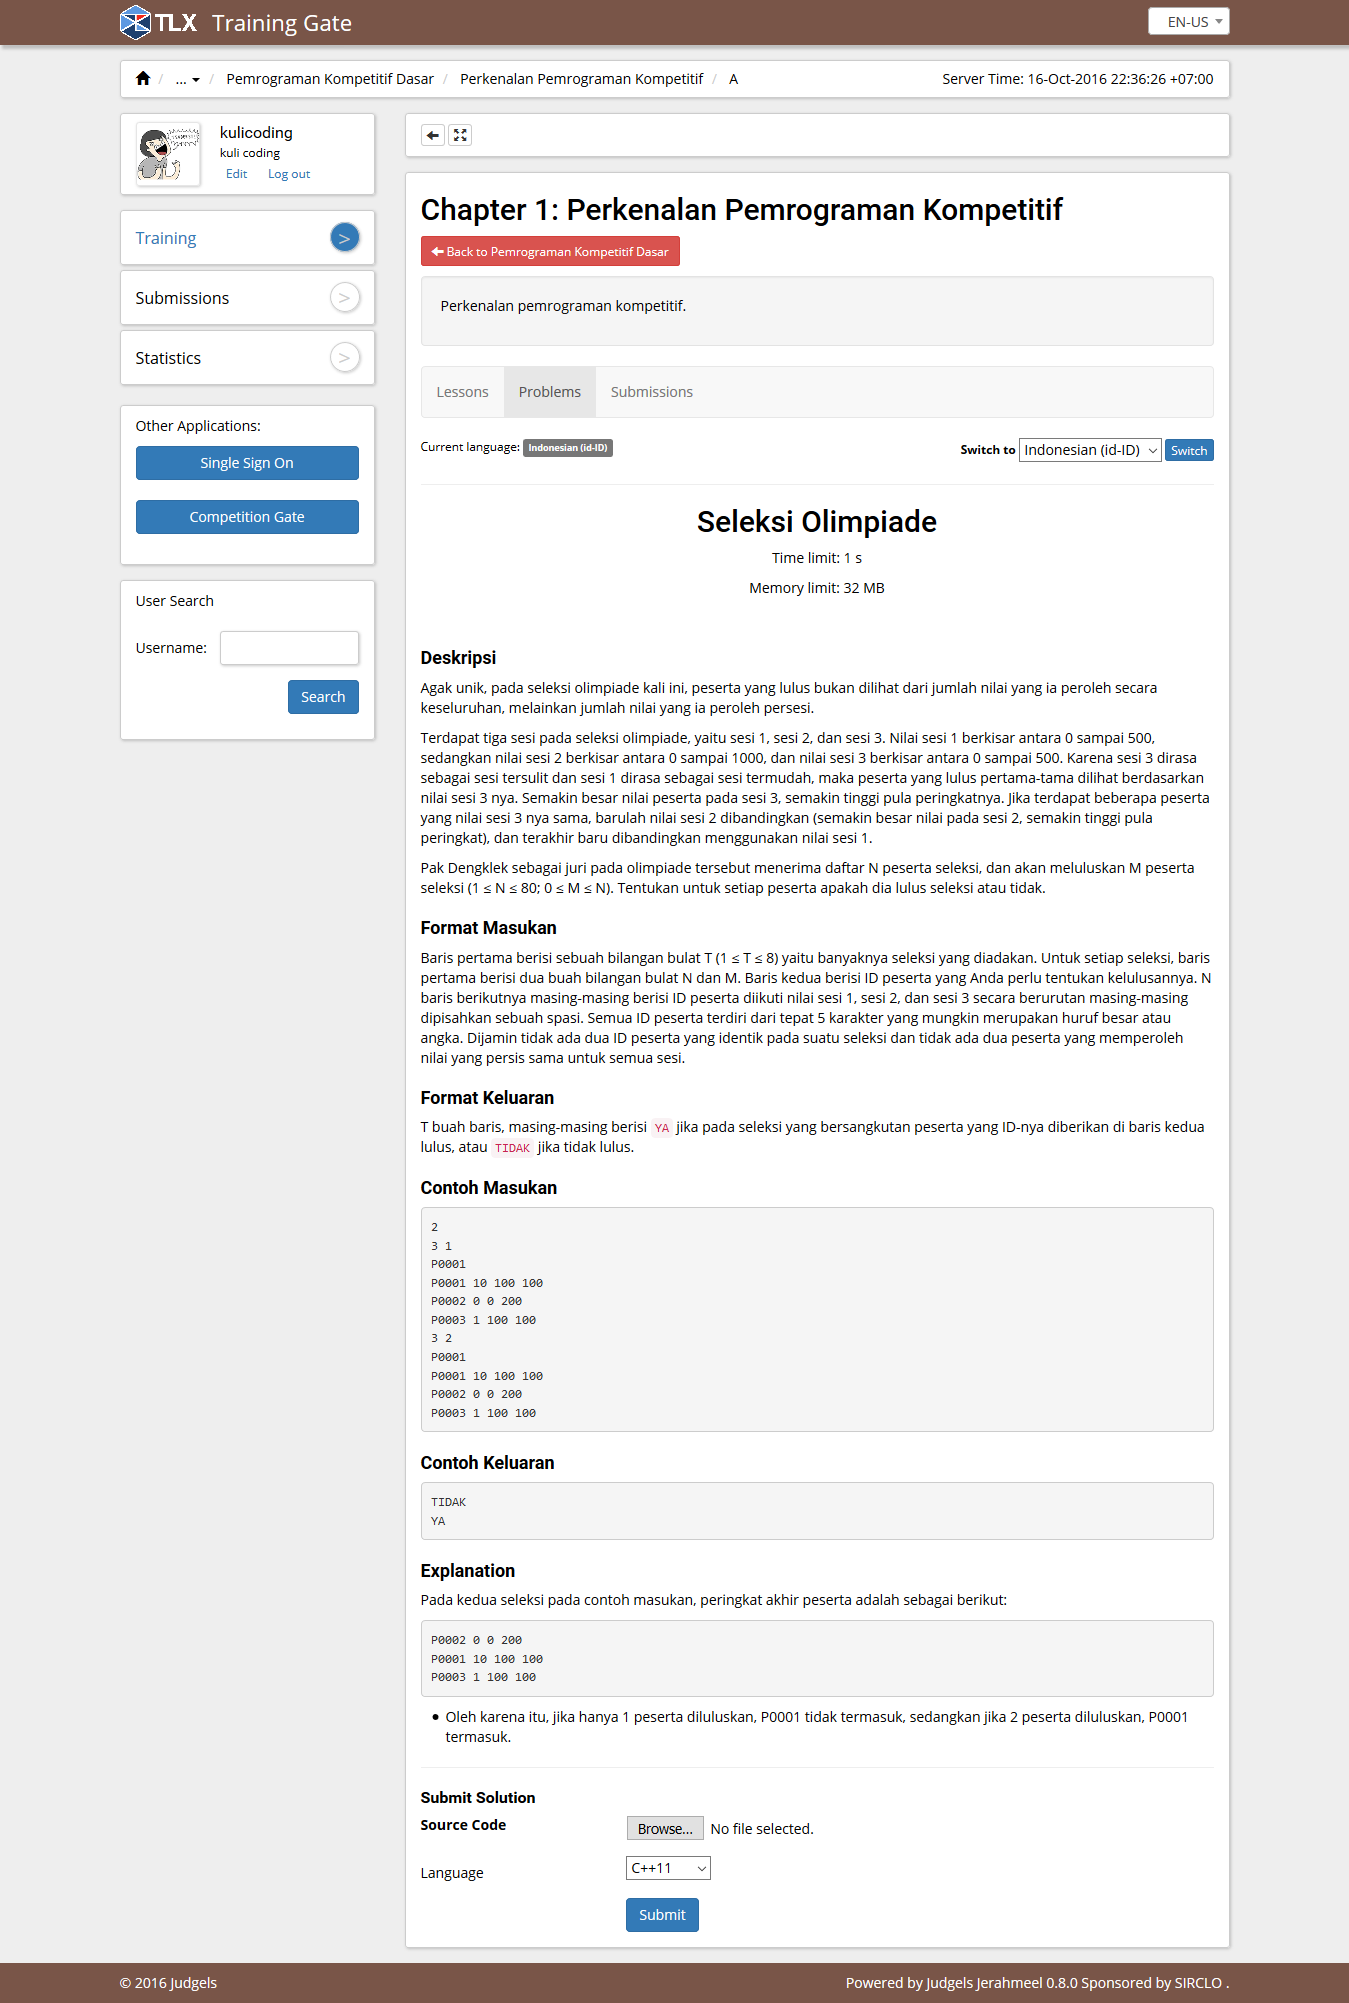 TLX Training Gate
EN-US
... Pemrograman Kompetitif Dasar / Perkenalan Pemrograman Kompetitif / A
Server Time: 16-Oct-2016 22:36:26 +07:00
kulicoding
kuli coding
Edit Log out
Training >
Submissions >
Statistics >
Other Applications:
Single Sign On
Competition Gate
User Search
Username:
Search
Chapter 1: Perkenalan Pemrograman Kompetitif
Back to Pemrograman Kompetitif Dasar
Perkenalan pemrograman kompetitif.
Lessons Problems Submissions
Current language: Indonesian (id-ID)
Switch to Indonesian (id-ID) Switch
Seleksi Olimpiade
Time limit: 1 s
Memory limit: 32 MB
Deskripsi
Agak unik, pada seleksi olimpiade kali ini, peserta yang lulus bukan dilihat dari jumlah nilai yang ia peroleh secara
keseluruhan, melainkan jumlah nilai yang ia peroleh persesi.
Terdapat tiga sesi pada seleksi olimpiade, yaitu sesi 1, sesi 2, dan sesi 3. Nilai sesi 1 berkisar antara 0 sampai 500,
sedangkan nilai sesi 2 berkisar antara 0 sampai 1000, dan nilai sesi 3 berkisar antara 0 sampai 500. Karena sesi 3 dirasa
sebagai sesi tersulit dan sesi 1 dirasa sebagai sesi termudah, maka peserta yang lulus pertama-tama dilihat berdasarkan
nilai sesi 3 nya. Semakin besar nilai peserta pada sesi 3, semakin tinggi pula peringkatnya. Jika terdapat beberapa peserta
yang nilai sesi 3 nya sama, barulah nilai sesi 2 dibandingkan (semakin besar nilai pada sesi 2, semakin tinggi pula
peringkat), dan terakhir baru dibandingkan menggunakan nilai sesi 1.
Pak Dengklek sebagai juri pada olimpiade tersebut menerima daftar N peserta seleksi, dan akan meluluskan M peserta
seleksi (1 ≤ N ≤ 80; 0 ≤ M ≤ N). Tentukan untuk setiap peserta apakah dia lulus seleksi atau tidak.
Format Masukan
Baris pertama berisi sebuah bilangan bulat T (1 ≤ T ≤ 8) yaitu banyaknya seleksi yang diadakan. Untuk setiap seleksi, baris
pertama berisi dua buah bilangan bulat N dan M. Baris kedua berisi ID peserta yang Anda perlu tentukan kelulusannya. N
baris berikutnya masing-masing berisi ID peserta diikuti nilai sesi 1, sesi 2, dan sesi 3 secara berurutan masing-masing
dipisahkan sebuah spasi. Semua ID peserta terdiri dari tepat 5 karakter yang mungkin merupakan huruf besar atau
angka. Dijamin tidak ada dua ID peserta yang identik pada suatu seleksi dan tidak ada dua peserta yang memperoleh
nilai yang persis sama untuk semua sesi.
Format Keluaran
T buah baris, masing-masing berisi YA jika pada seleksi yang bersangkutan peserta yang ID-nya diberikan di baris kedua
lulus, atau TIDAK jika tidak lulus.
Contoh Masukan
2
3 1
P0001
P0001 10 100 100
P0002 0 0 200
P0003 1 100 100
3 2
P0001
P0001 10 100 100
P0002 0 0 200
P0003 1 100 100
Contoh Keluaran
TIDAK
YA
Explanation
Pada kedua seleksi pada contoh masukan, peringkat akhir peserta adalah sebagai berikut:
P0002 0 0 200
P0001 10 100 100
P0003 1 100 100
• Oleh karena itu, jika hanya 1 peserta diluluskan, P0001 tidak termasuk, sedangkan jika 2 peserta diluluskan, P0001
termasuk.
Submit Solution
Source Code Browse... No file selected.
Language C++11
Submit
© 2016 Judgels
Powered by Judgels Jerahmeel 0.8.0 Sponsored by SIRCLO .